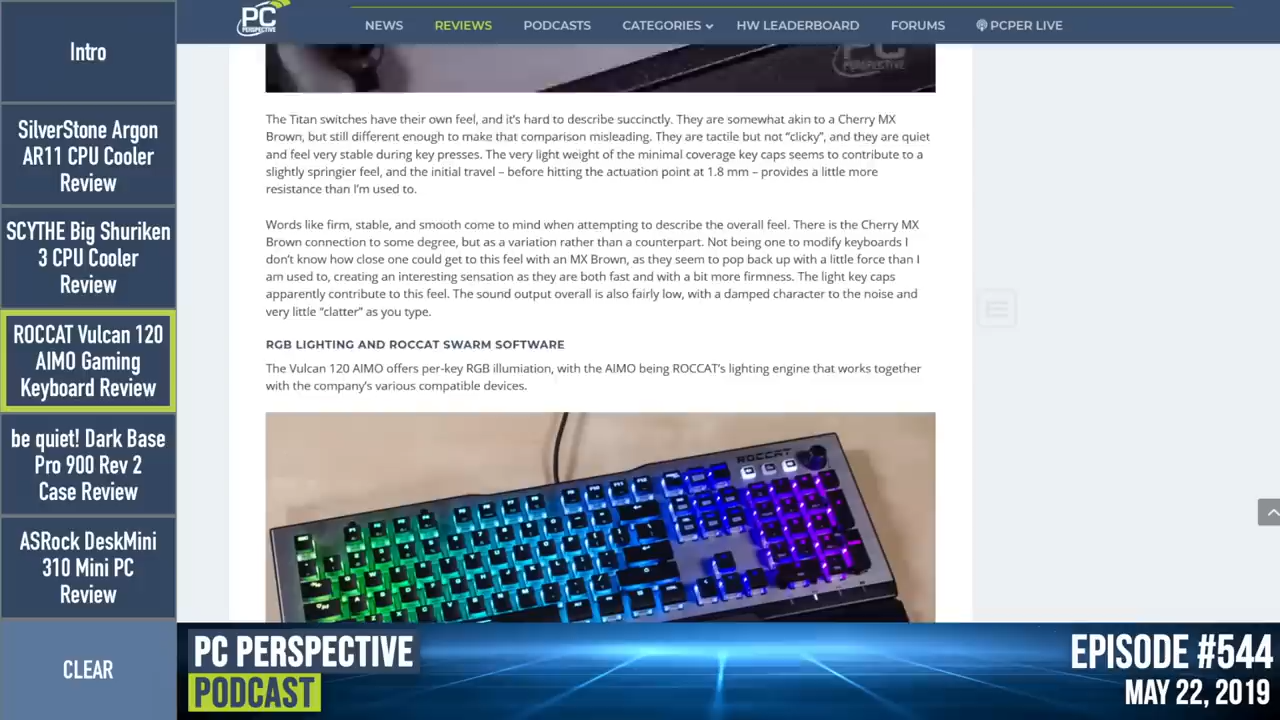 Intro
SilverStone Argon
AR11 CPU Cooler
Review
SCYTHE Big Shuriken
3 CPU Cooler
Review
ROCCAT Vulcan 120
AIMO Gaming
Keyboard Review
be quiet! Dark Base
Pro 900 Rev 2
Case Review
ASRock DeskMini
310 Mini PC
Review
CLEAR
PC
PERSPECTIVE
NEWS
REVIEWS
PODCASTS
CATEGORIES
HW LEADERBOARD
FORUMS
PCPER LIVE
PC
PERSPECTIVE
The Titan switches have their own feel, and it's hard to describe succinctly. They are somewhat akin to a Cherry MX
Brown, but still different enough to make that comparison misleading. They are tactile but not “clicky”, and they are quiet
and feel very stable during key presses. The very light weight of the minimal coverage key caps seems to contribute to a
slightly springier feel, and the initial travel – before hitting the actuation point at 1.8 mm – provides a little more
resistance than I'm used to.
Words like firm, stable, and smooth come to mind when attempting to describe the overall feel. There is the Cherry MX
Brown connection to some degree, but as a variation rather than a counterpart. Not being one to modify keyboards I
don't know how close one could get to this feel with an MX Brown, as they seem to pop back up with a little force than I
am used to, creating an interesting sensation as they are both fast and with a bit more firmness. The light key caps
apparently contribute to this feel. The sound output overall is also fairly low, with a damped character to the noise and
very little “clatter” as you type.
RGB LIGHTING AND ROCCAT SWARM SOFTWARE
The Vulcan 120 AIMO offers per-key RGB illumiation, with the AIMO being ROCCAT's lighting engine that works together
with the company's various compatible devices.
ROCCAT
PC PERSPECTIVE
PODCAST
EPISODE #544
MAY 22, 2019